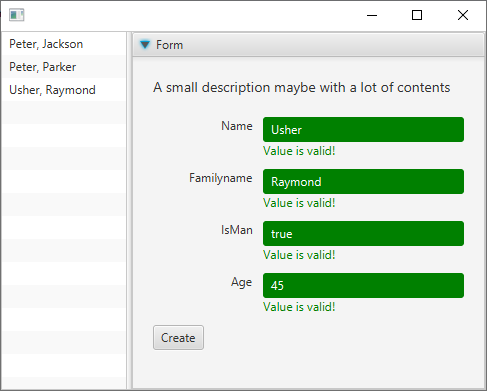 Peter, Jackson
Peter, Parker
Usher, Raymond
Form
A small description maybe with a lot of contents
Name
Usher
Value is valid!
Familyname
Raymond
Value is valid!
IsMan
true
Value is valid!
Age
45
Value is valid!
Create